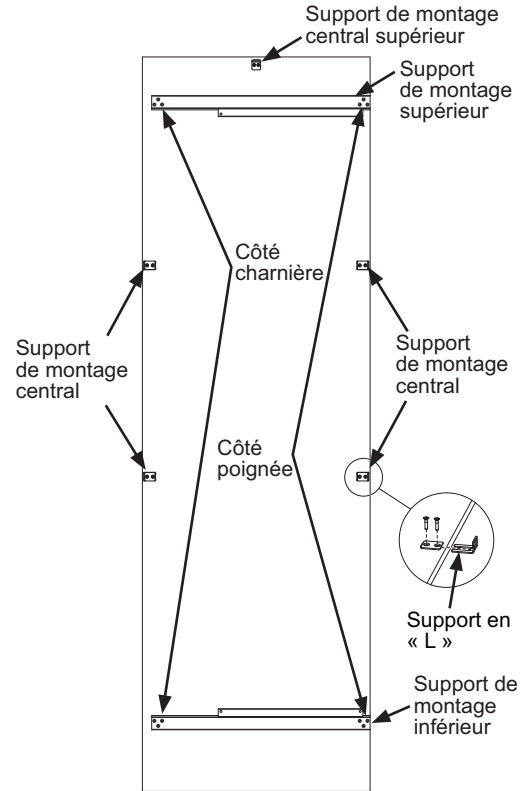 Support de montage
central supérieur
Support
de montage
supérieur
Côté
charnière
Support
de montage
central
Support
de montage
central
Côté
poignée
Support en
« L »
Support de
montage
inférieur